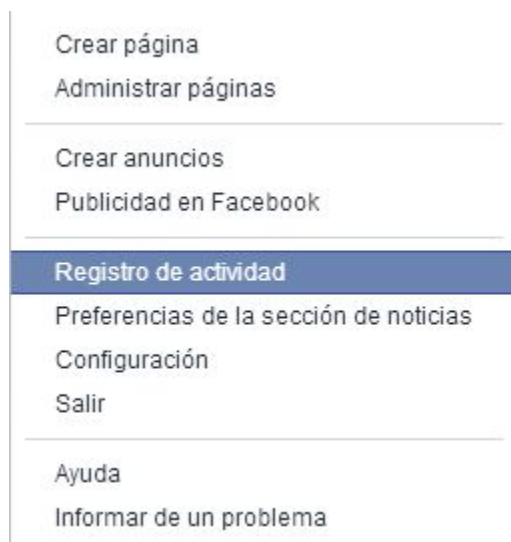 Crear página
Administrar páginas
Crear anuncios
Publicidad en Facebook
Registro de actividad
Preferencias de la sección de noticias
Configuración
Salir
Ayuda
Informar de un problema